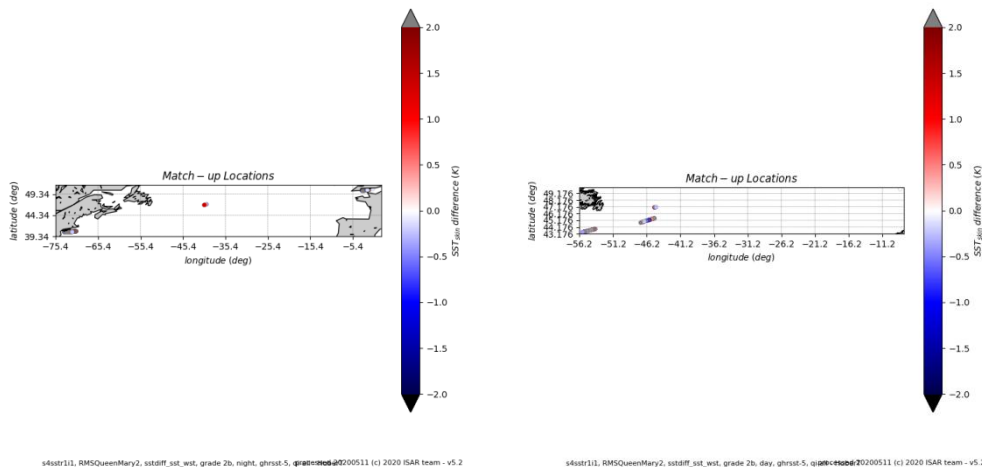 Match − up Locations
49.34
44.34
39.34
latitude (deg)
−75.4 −65.4 −55.4 −45.4 −35.4 −25.4 −15.4 −5.4
longitude (deg)
2.0
1.5
1.0
0.5
0.0
−0.5
−1.0
−1.5
−2.0
SSTskin difference (K)
s4sstr1i1, RMSQueenMary2, sstdiff_sst_wst, grade 2b, night, ghrsst-5, 20200511 (c) 2020 ISAR team - v5.2
Match − up Locations
49.176
48.176
47.176
46.176
45.176
44.176
43.176
latitude (deg)
−56.2 −51.2 −46.2 −41.2 −36.2 −31.2 −26.2 −21.2 −16.2 −11.2
longitude (deg)
2.0
1.5
1.0
0.5
0.0
−0.5
−1.0
−1.5
−2.0
SSTskin difference (K)
s4sstr1i1, RMSQueenMary2, sstdiff_sst_wst, grade 2b, day, ghrsst-5, 20200511 (c) 2020 ISAR team - v5.2